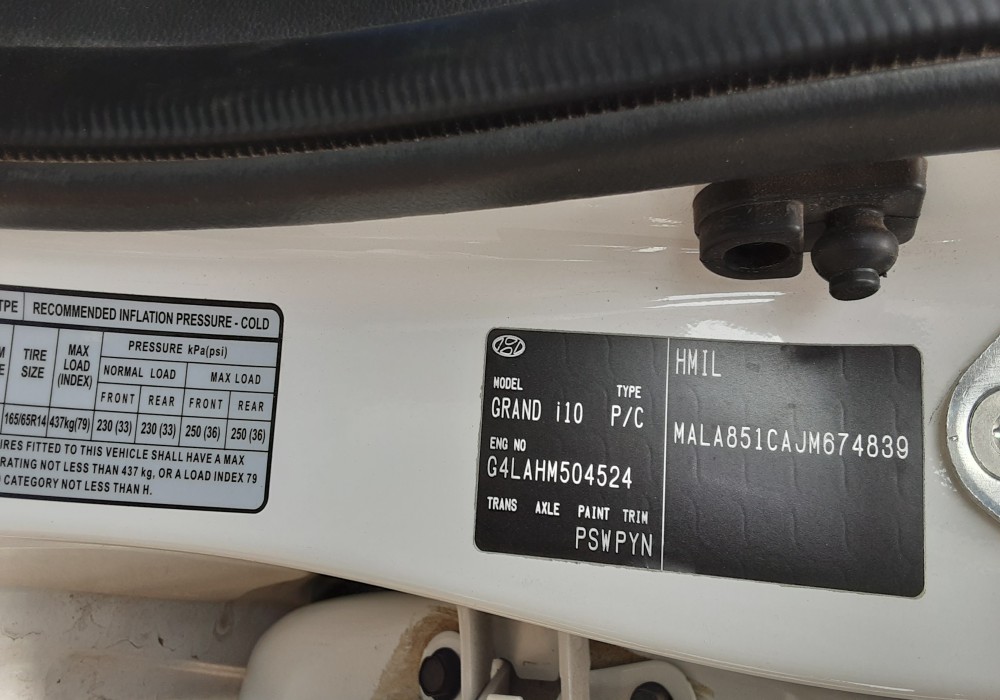 RECOMMENDED INFLATION PRESSURE - COLD
TIRE SIZE
MAX LOAD (INDEX)
PRESSURE kPa(psi)
NORMAL LOAD MAX LOAD
FRONT REAR FRONT REAR
165/65R14 437kg(79) 230 (33) 230 (33) 250 (36) 250 (36)
FITTED TO THIS VEHICLE SHALL HAVE A MAX
RATING NOT LESS THAN 437 kg, OR A LOAD INDEX 79
CATEGORY NOT LESS THAN H.
MODEL TYPE
GRAND i10 P/C
ENG NO
G4LAHM504524
TRANS AXLE PAINT TRIM
PSWPYN
HMIL
MALA851CAJM674839